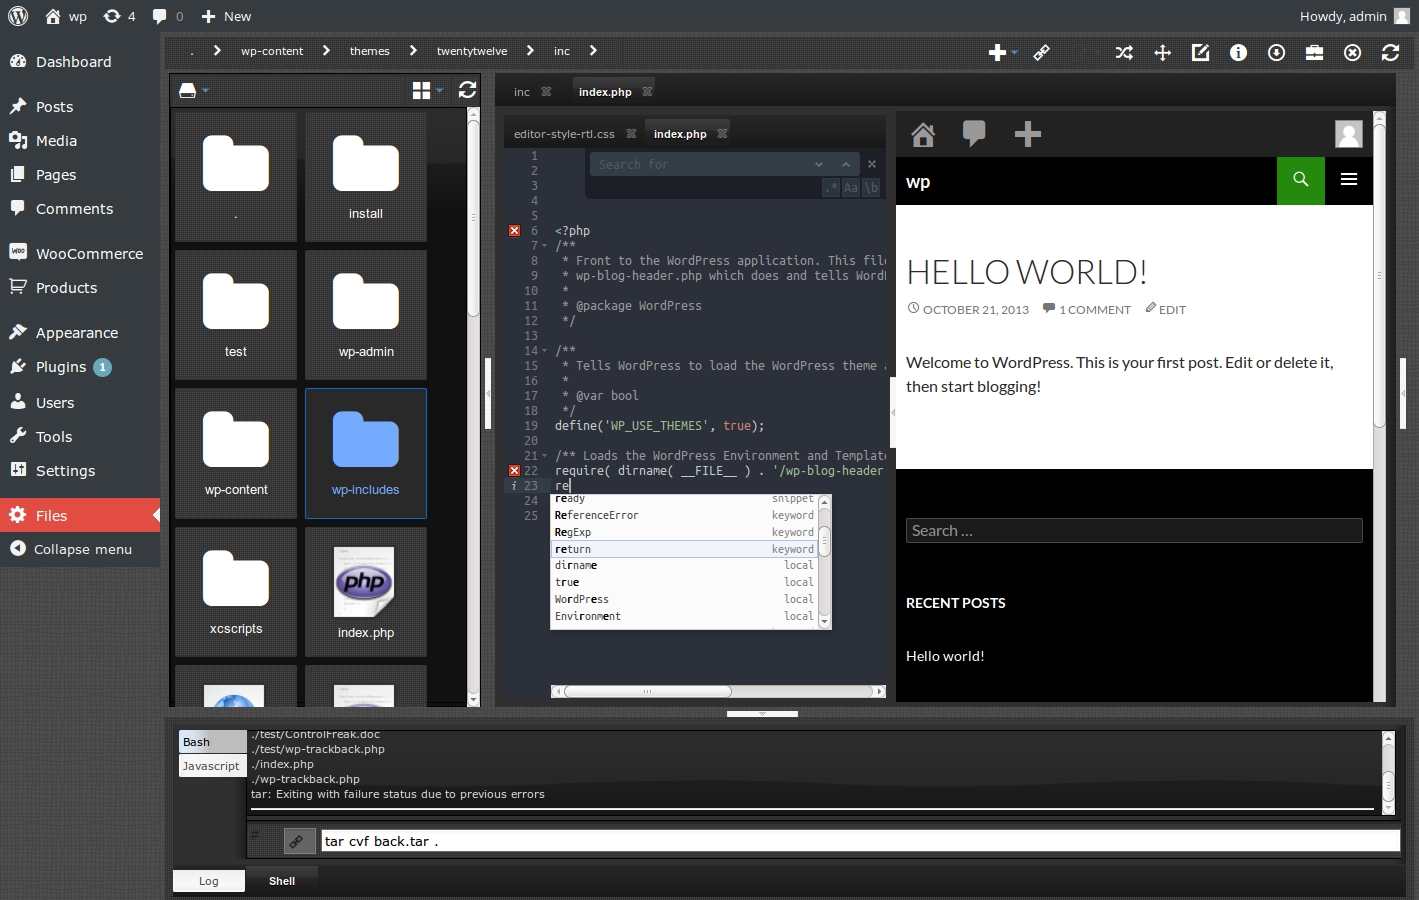 wp
4
0
New
Howdy, admin
Dashboard
Posts
Media
Pages
Comments
WooCommerce
Products
Appearance
Plugins 1
Users
Tools
Settings
Files
Collapse menu
. wp-content themes twentytwelve inc
.
install
test
wp-admin
wp-content
wp-includes
xcscripts
php
index.php
inc
index.php
editor-style-rtl.css
index.php
Search for
.* Aa \b
1
2
3
4
5
6 <?php
7 /**
8 * Front to the WordPress application. This file
9 * wp-blog-header.php which does and tells Word
10 *
11 * @package WordPress
12 */
13
14 /**
15 * Tells WordPress to load the WordPress theme a
16 *
17 * @var bool
18 */
19 define('WP_USE_THEMES', true);
20
21 /** Loads the WordPress Environment and Template
22 require( dirname( __FILE__ ) . '/wp-blog-header
23 re
24
25
ready snippet
ReferenceError keyword
RegExp keyword
return keyword
dirname local
true local
WordPress local
Environment local
wp
HELLO WORLD!
OCTOBER 21, 2013 1 COMMENT EDIT
Welcome to WordPress. This is your first post. Edit or delete it,
then start blogging!
Search ...
RECENT POSTS
Hello world!
Bash
Javascript
./test/ControlFreak.doc
./test/wp-trackback.php
./index.php
./wp-trackback.php
tar: Exiting with failure status due to previous errors
#
tar cvf back.tar .
Log
Shell